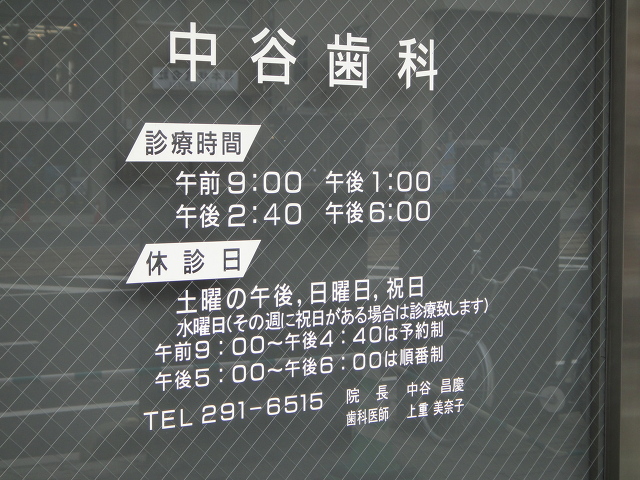 中谷歯科
診療時間
午前9:00 午後1:00
午後2:40 午後6:00
休診日
土曜の午後,日曜日,祝日
水曜日(その週に祝日がある場合は診療致します)
午前9:00~午後4:40は予約制
午後5:00~午後6:00は順番制
TEL 291-6515
院長 中谷 昌慶
歯科医師 上重 美奈子